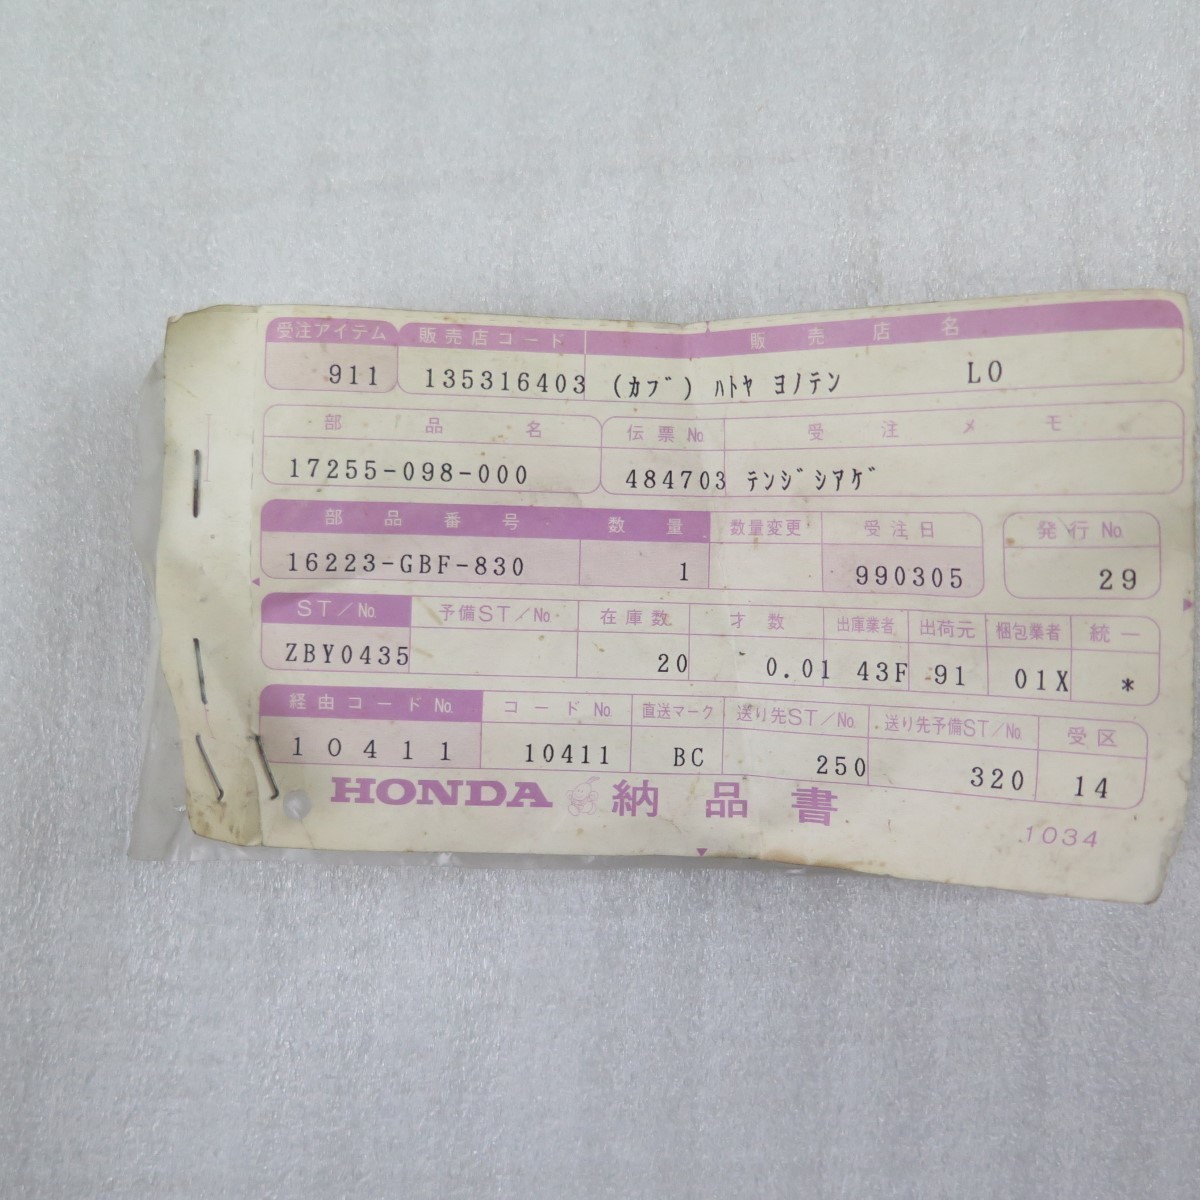 受注アイテム 販売店コード 販売店名
911 135316403 (カブ) ハトヤ ヨノテン LO
部品名 伝票No. 受注メモ
17255-098-000 484703 テンジシアゲ
部品番号 数量 数量変更 受注日 発行No.
16223-GBF-830 1 990305 29
ST/No. 予備ST/No. 在庫数 才数 出庫業者 出荷元 梱包業者 統一
ZBY0435 20 0.01 43F 91 01X *
経由コードNo. コードNo. 直送マーク 送り先ST/No. 送り先予備ST/No. 受区
10411 10411 BC 250 320 14
HONDA 納品書
1034